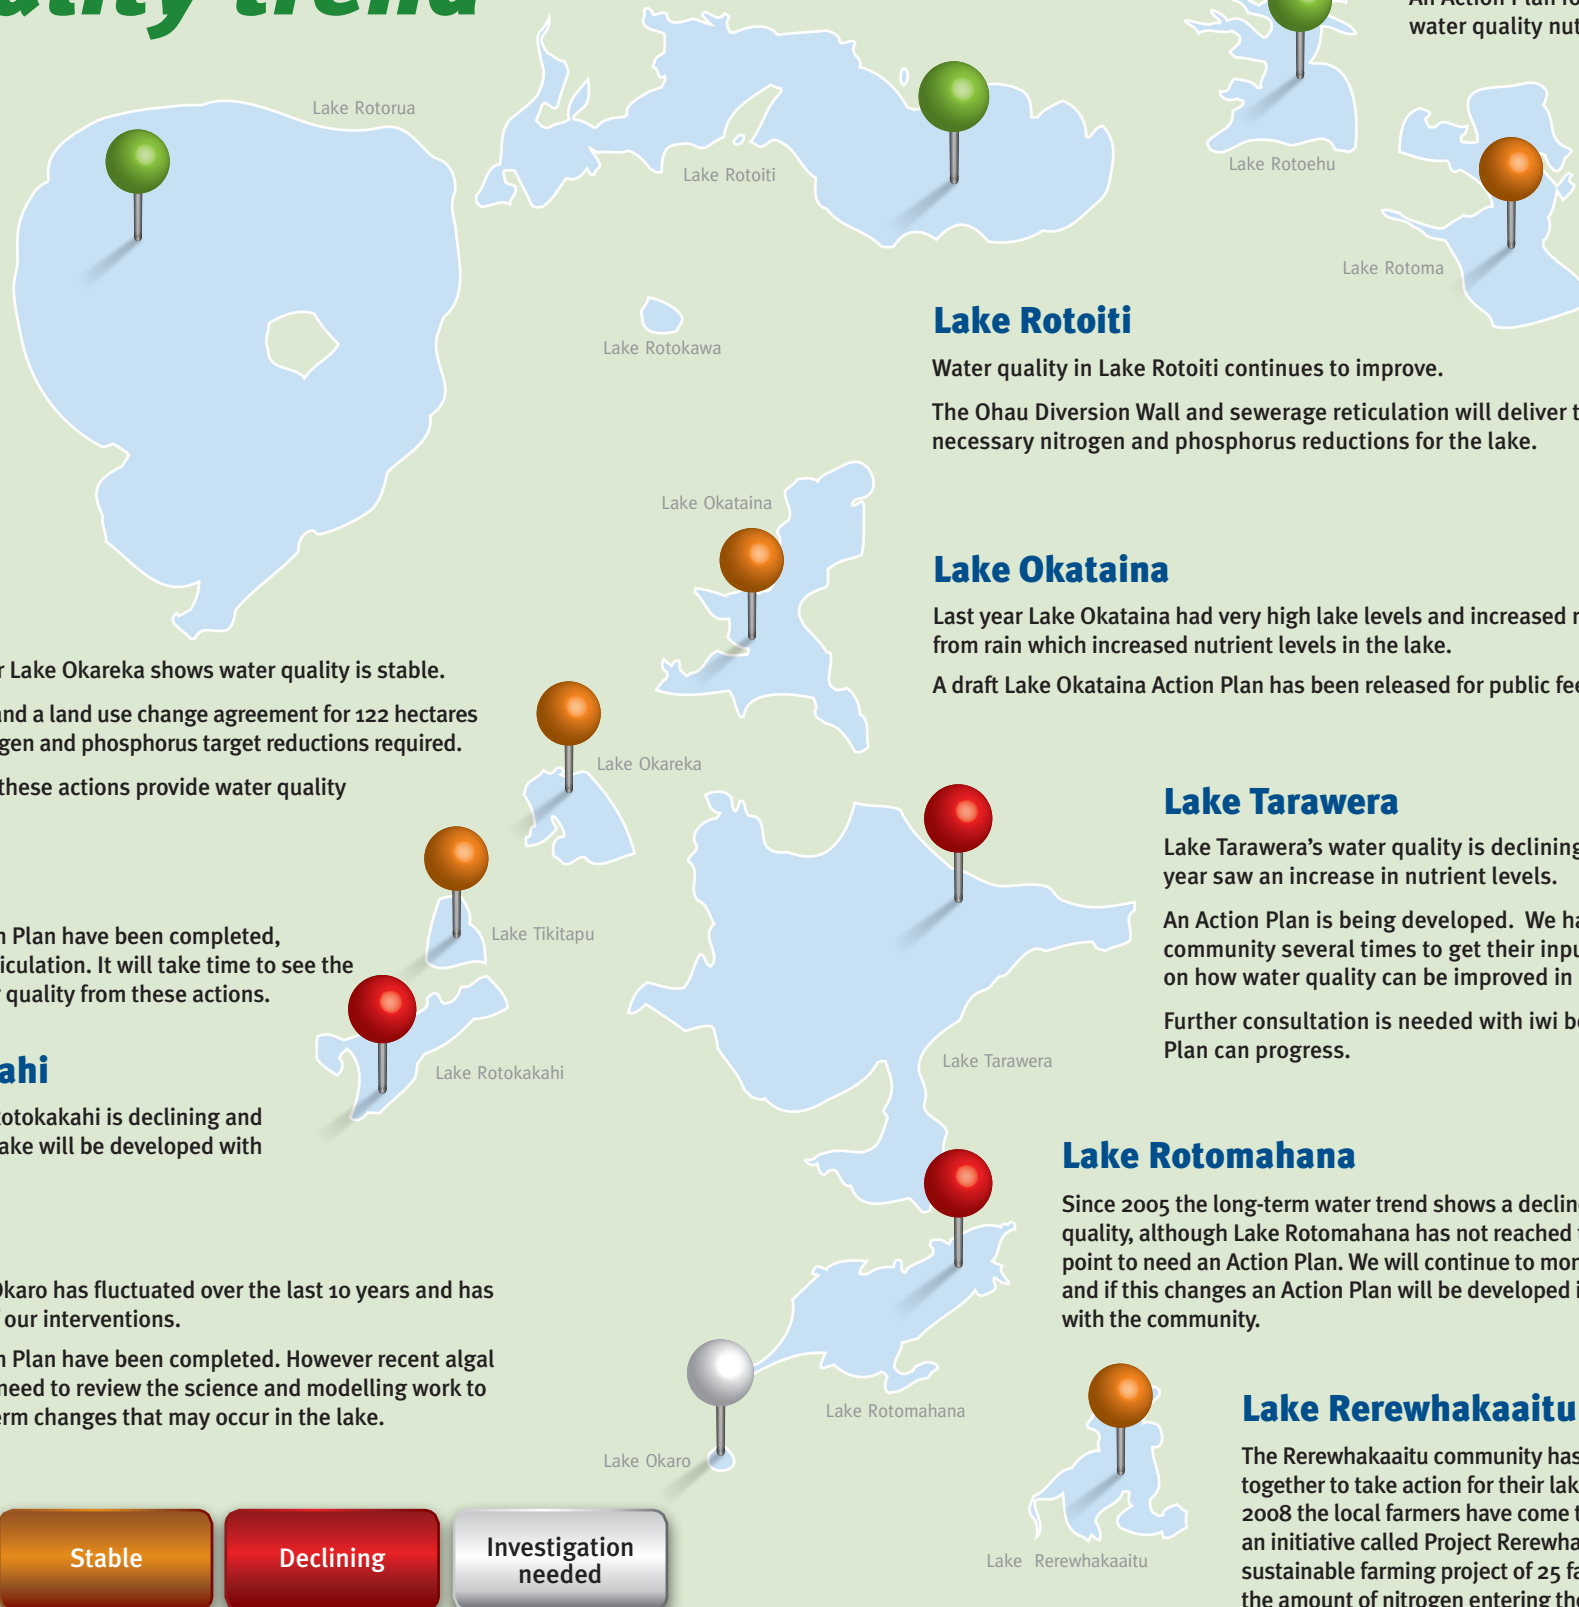 ality trend
An Action Plan fo
water quality nut
Lake Rotorua
Lake Rotoiti
Lake Rotoehu
Lake Rotoma
Lake Rotokawa
Lake Rotoiti
Water quality in Lake Rotoiti continues to improve.
The Ohau Diversion Wall and sewerage reticulation will deliver t
necessary nitrogen and phosphorus reductions for the lake.
Lake Okataina
Lake Okataina
Last year Lake Okataina had very high lake levels and increased r
from rain which increased nutrient levels in the lake.
A draft Lake Okataina Action Plan has been released for public fee
r Lake Okareka shows water quality is stable.
and a land use change agreement for 122 hectares
gen and phosphorus target reductions required.
these actions provide water quality
Lake Okareka
Lake Tarawera
Lake Tarawera's water quality is declining
year saw an increase in nutrient levels.
An Action Plan is being developed. We ha
community several times to get their inpu
on how water quality can be improved in
Further consultation is needed with iwi be
Plan can progress.
n Plan have been completed,
iculation. It will take time to see the
r quality from these actions.
Lake Tikitapu
ahi
Rotokakahi is declining and
ake will be developed with
Lake Rotokakahi
Lake Tarawera
Lake Rotomahana
Since 2005 the long-term water trend shows a declin
quality, although Lake Rotomahana has not reached t
point to need an Action Plan. We will continue to mon
and if this changes an Action Plan will be developed i
with the community.
Okaro has fluctuated over the last 10 years and has
f our interventions.
n Plan have been completed. However recent algal
need to review the science and modelling work to
erm changes that may occur in the lake.
Lake Rotomahana
Lake Okaro
Lake Rerewhakaaitu
Lake Rerewhakaaitu
The Rerewhakaaitu community has
together to take action for their lak
2008 the local farmers have come t
an initiative called Project Rerewha
sustainable farming project of 25 fa
the amount of nitrogen entering the
Stable
Declining
Investigation
needed